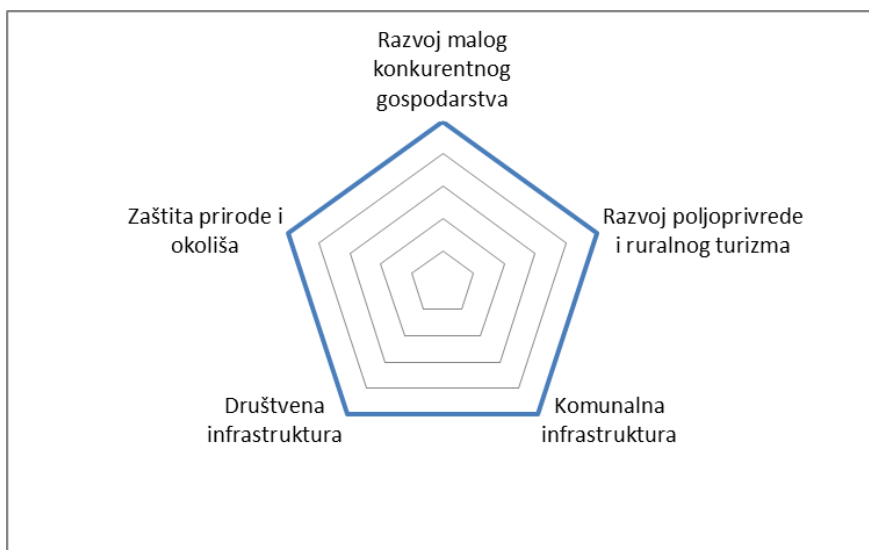 Razvoj malog
konkurentnog
gospodarstva
Razvoj poljoprivrede
i ruralnog turizma
Komunalna
infrastruktura
Društvena
infrastruktura
Zaštita prirode i
okoliša